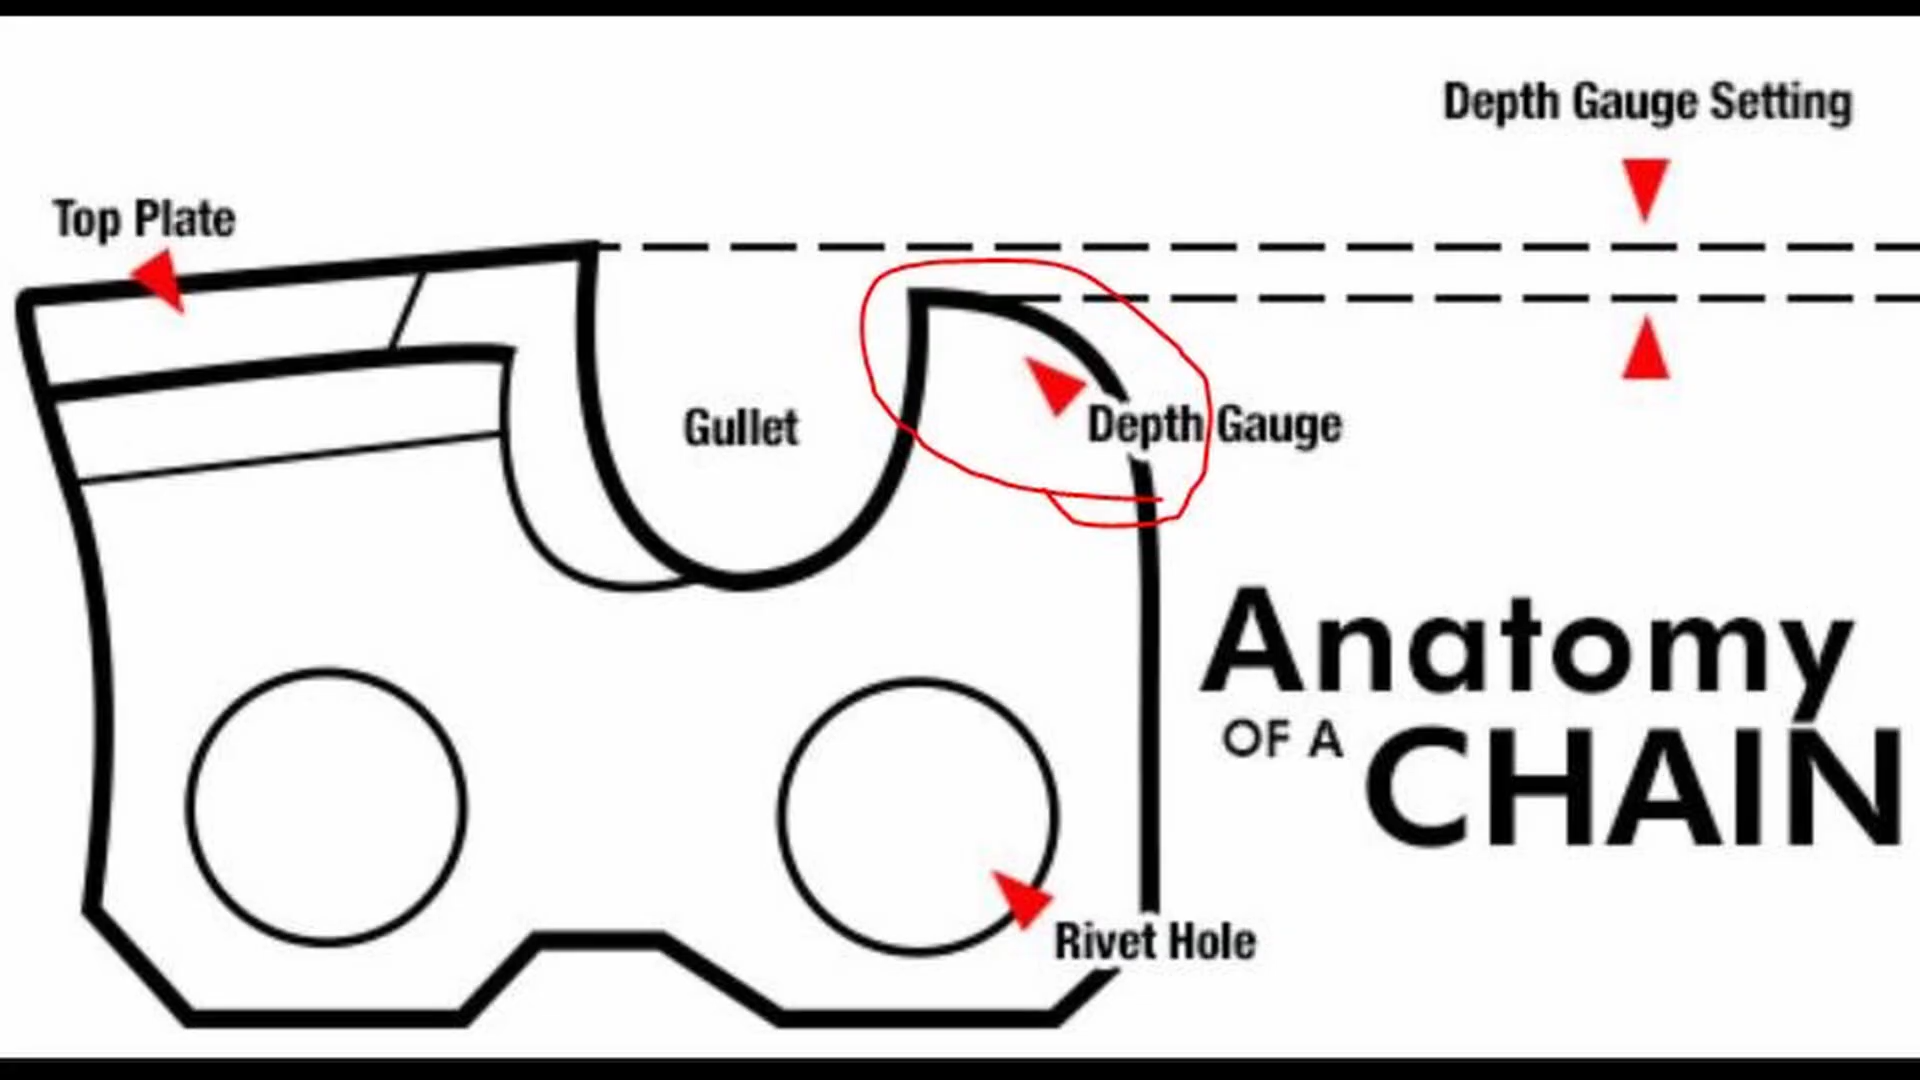 Depth Gauge Setting
Top Plate
Gullet
Depth Gauge
Anatomy
OF A CHAIN
Rivet Hole